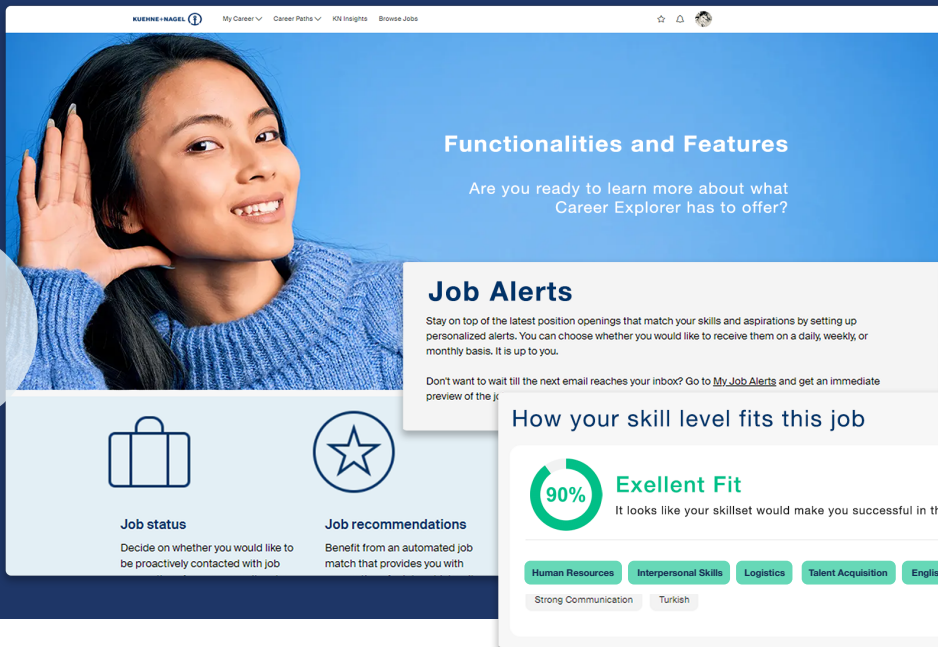 KUEHNE+NAGEL My Career Career Paths KN Insights Browse Jobs
Functionalities and Features
Are you ready to learn more about what
Career Explorer has to offer?
Job Alerts
Stay on top of the latest position openings that match your skills and aspirations by setting up
personalized alerts. You can choose whether you would like to receive them on a daily, weekly, or
monthly basis. It is up to you.
Don't want to wait till the next email reaches your inbox? Go to My Job Alerts and get an immediate
preview of the
How your skill level fits this job
90%
Exellent Fit
It looks like your skillset would make you successful in
Human Resources Interpersonal Skills Logistics Talent Acquisition
Strong Communication Turkish
Job status
Decide on whether you would like to
be proactively contacted with job
Job recommendations
Benefit from an automated job
match that provides you with